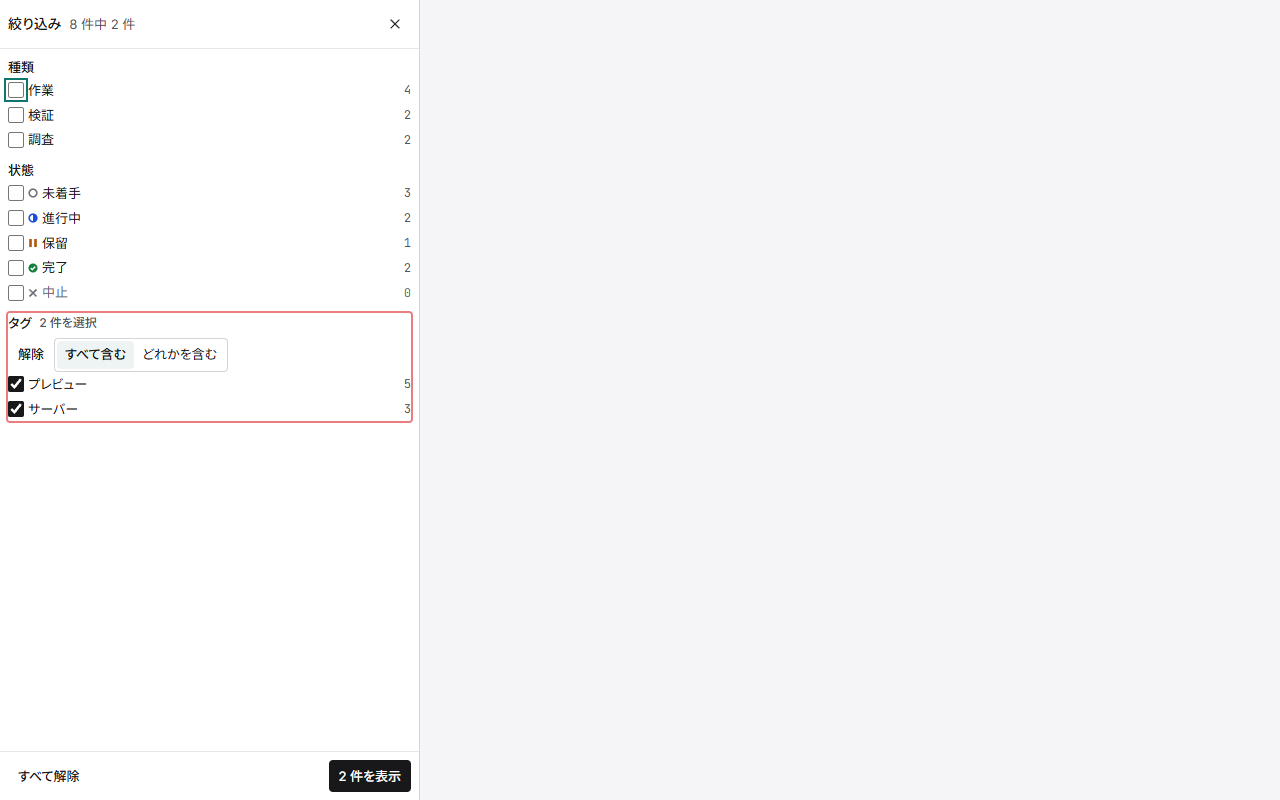 絞り込み 8 件中 2 件
種類
作業 4
検証 2
調査 2
状態
未着手 3
進行中 2
保留 1
完了 2
中止 0
タグ 2 件を選択
解除 すべて含む どれかを含む
プレビュー 5
サーバー 3
すべて解除 2 件を表示